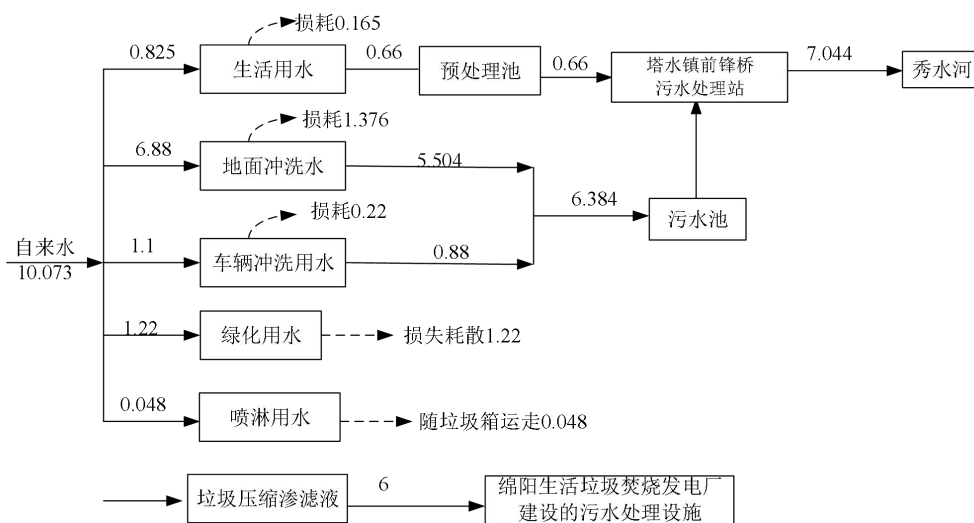 损耗0.165
0.825
生活用水
0.66
预处理池
0.66
塔水镇前锋桥
污水处理站
7.044
秀水河
损耗1.376
6.88
地面冲洗水
5.504
6.384
污水池
损耗0.22
自来水
10.073
1.1
车辆冲洗用水
0.88
1.22
绿化用水
损失耗散1.22
0.048
喷淋用水
随垃圾箱运走0.048
垃圾压缩渗滤液
6
绵阳生活垃圾焚烧发电厂
建设的污水处理设施